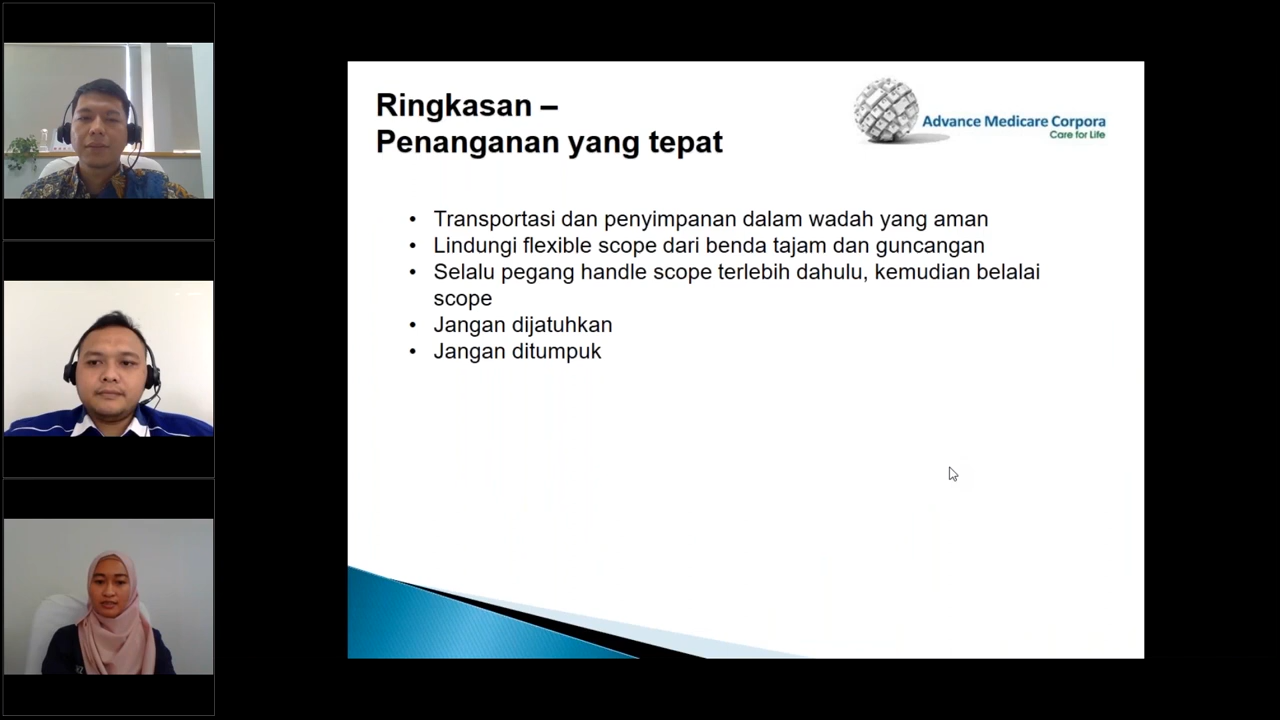 Ringkasan –
Penanganan yang tepat
Advance Medicare Corpora
Care for Life
• Transportasi dan penyimpanan dalam wadah yang aman
• Lindungi flexible scope dari benda tajam dan guncangan
• Selalu pegang handle scope terlebih dahulu, kemudian belalai
scope
• Jangan dijatuhkan
• Jangan ditumpuk